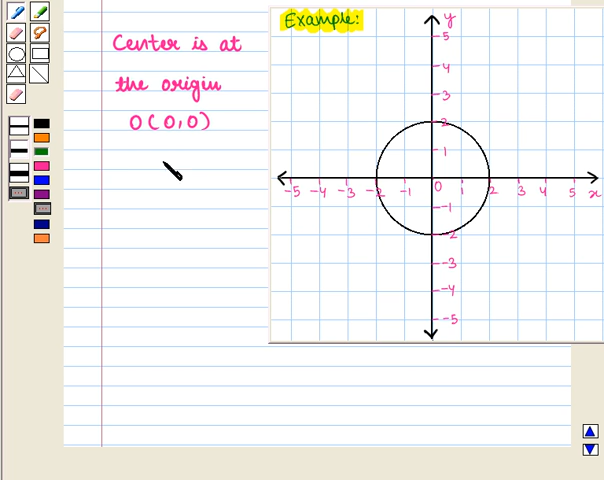 Example:
Center is at
the origin
O(0,0)
y
5
4
3
2
1
-5 -4 -3 -2 -1 0 1 2 3 4 5 x
-1
-2
-3
-4
-5